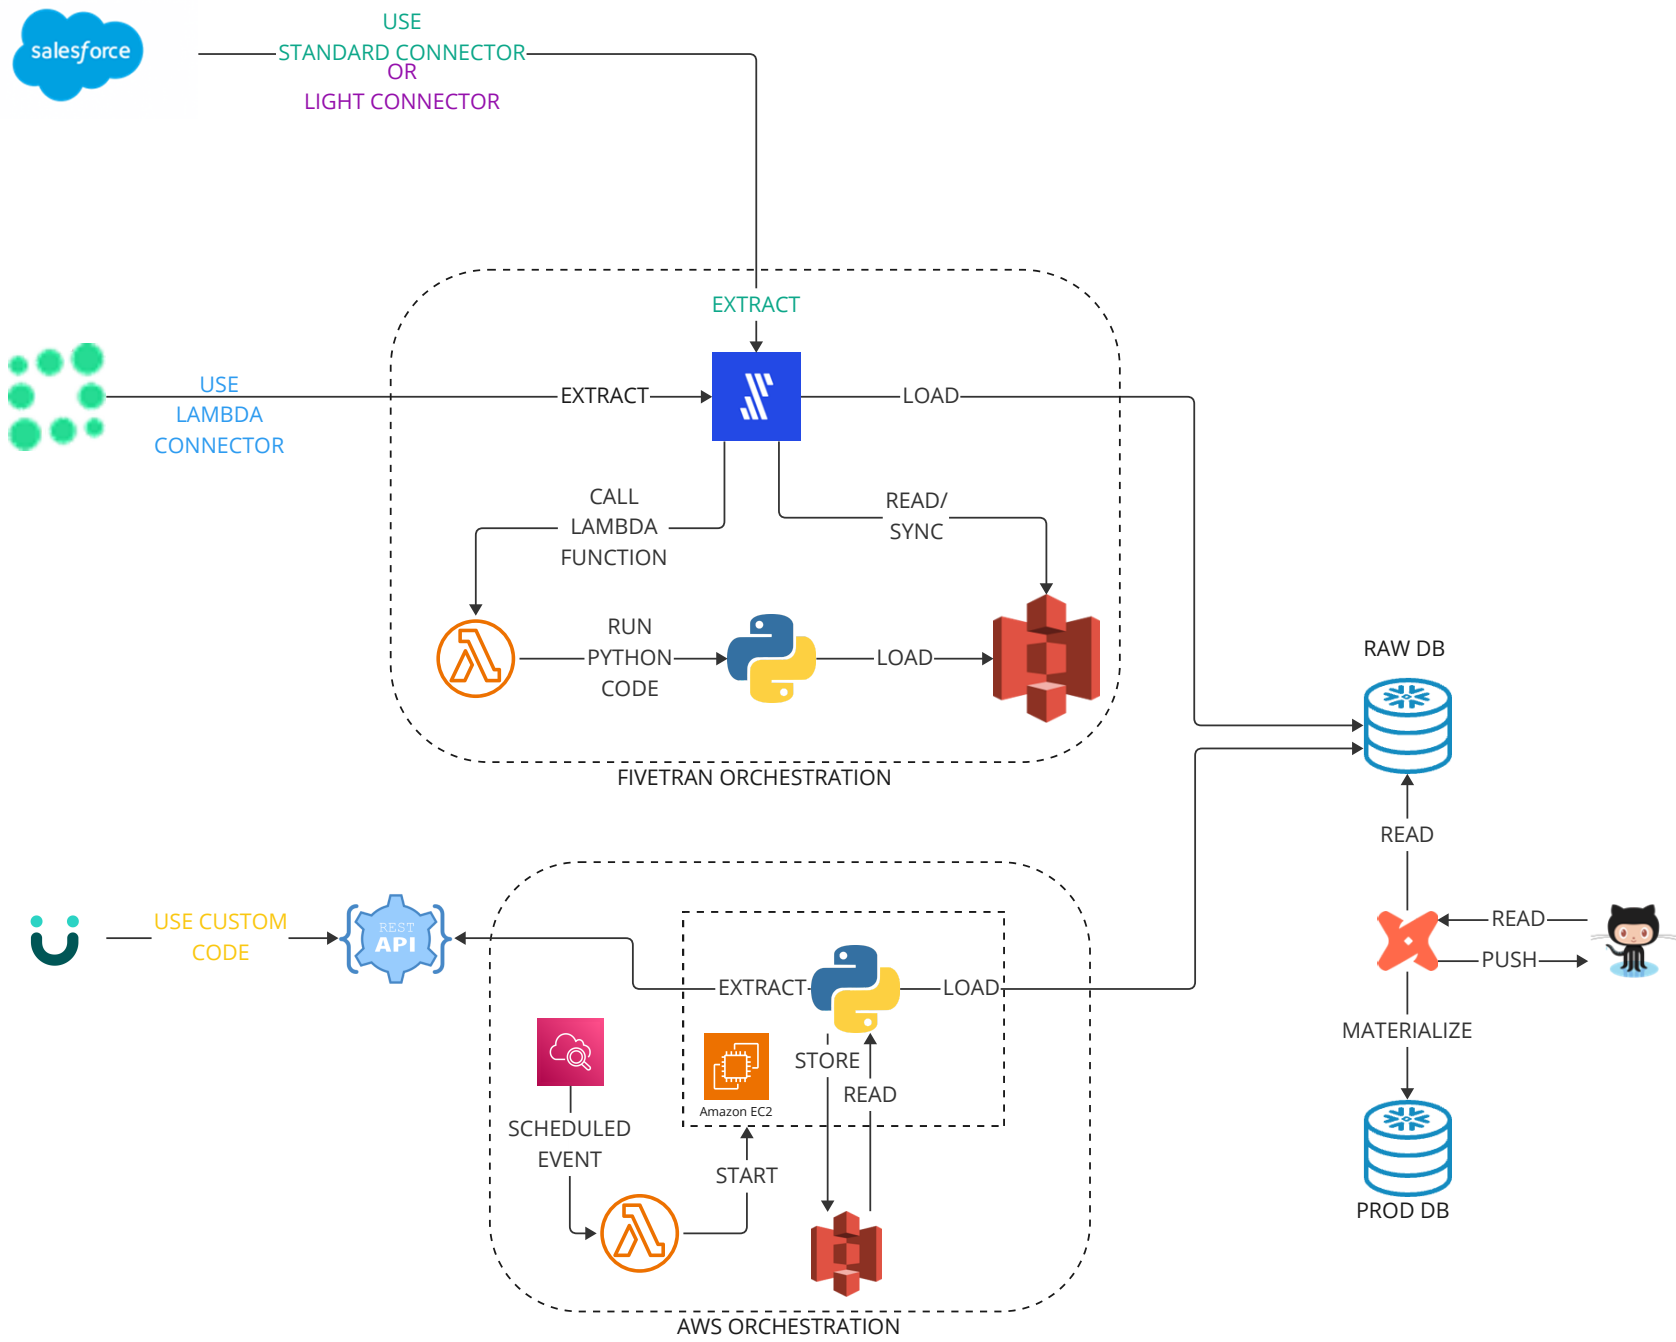 salesforce
USE
STANDARD CONNECTOR
OR
LIGHT CONNECTOR
EXTRACT
USE
LAMBDA
CONNECTOR
EXTRACT
LOAD
CALL
LAMBDA
FUNCTION
READ/
SYNC
RUN
PYTHON
CODE
LOAD
FIVETRAN ORCHESTRATION
RAW DB
READ
USE CUSTOM
CODE
REST
API
EXTRACT
LOAD
READ
PUSH
STORE
READ
Amazon EC2
SCHEDULED
EVENT
START
MATERIALIZE
PROD DB
AWS ORCHESTRATION